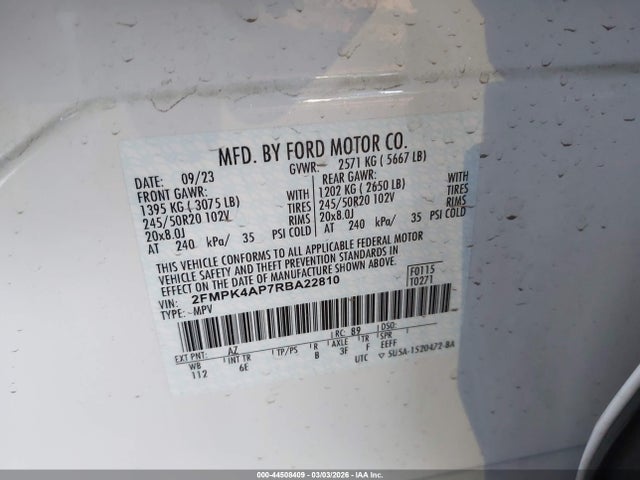 MFD. BY FORD MOTOR CO.
DATE: 09/23 GVWR: 2571 KG ( 5667 LB)
FRONT GAWR: REAR GAWR:
1395 KG ( 3075 LB) WITH 1202 KG ( 2650 LB) WITH
245/50R20 102V TIRES 245/50R20 102V TIRES
20x8.0J RIMS 20x8.0J RIMS
AT 240 kPa/ 35 PSI COLD AT 240 kPa/ 35 PSI COLD
THIS VEHICLE CONFORMS TO ALL APPLICABLE FEDERAL MOTOR
VEHICLE SAFETY AND THEFT PREVENTION STANDARDS IN
EFFECT ON THE DATE OF MANUFACTURE SHOWN ABOVE.
VIN: 2FMPK4AP7RBA22810 F0115
TYPE: MPV T0271
EXT PNT: AZ RC: B9 DSO:
WB INT TR TP/PS R AXLE TR SPR
112 6E B 3F F EEFF
UTC ▽ 5U5A-1520472-BA
000-44508409 | 03/03/2026 | IAA Inc.